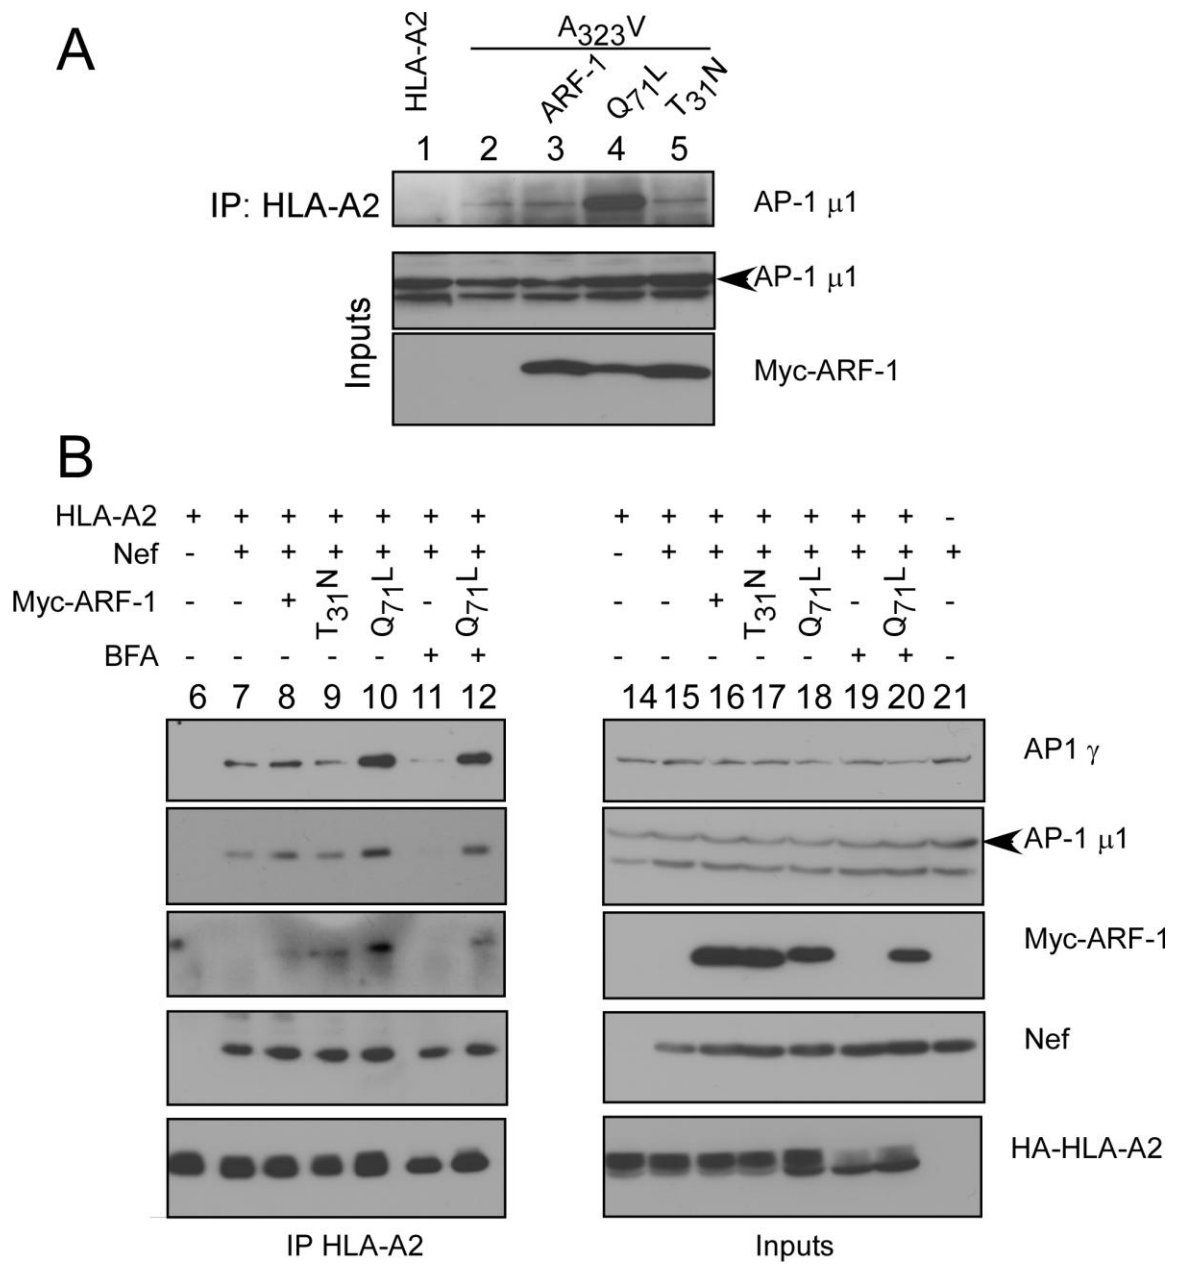 A
HLA-A2
A323V
ARF-1
Q71L
T31N
1 2 3 4 5
IP: HLA-A2
AP-1 μ1
Inputs
AP-1 μ1
Myc-ARF-1
B
HLA-A2 + + + + + + + + + + + + + + -
Nef - + + + + + + - + + + + + + +
Myc-ARF-1 - - + T31N Q71L - Q71L - - + T31N Q71L - Q71L -
BFA - - - - - + + - - - - - + + -
6 7 8 9 10 11 12 14 15 16 17 18 19 20 21
AP1 γ
AP-1 μ1
Myc-ARF-1
Nef
HA-HLA-A2
IP HLA-A2 Inputs